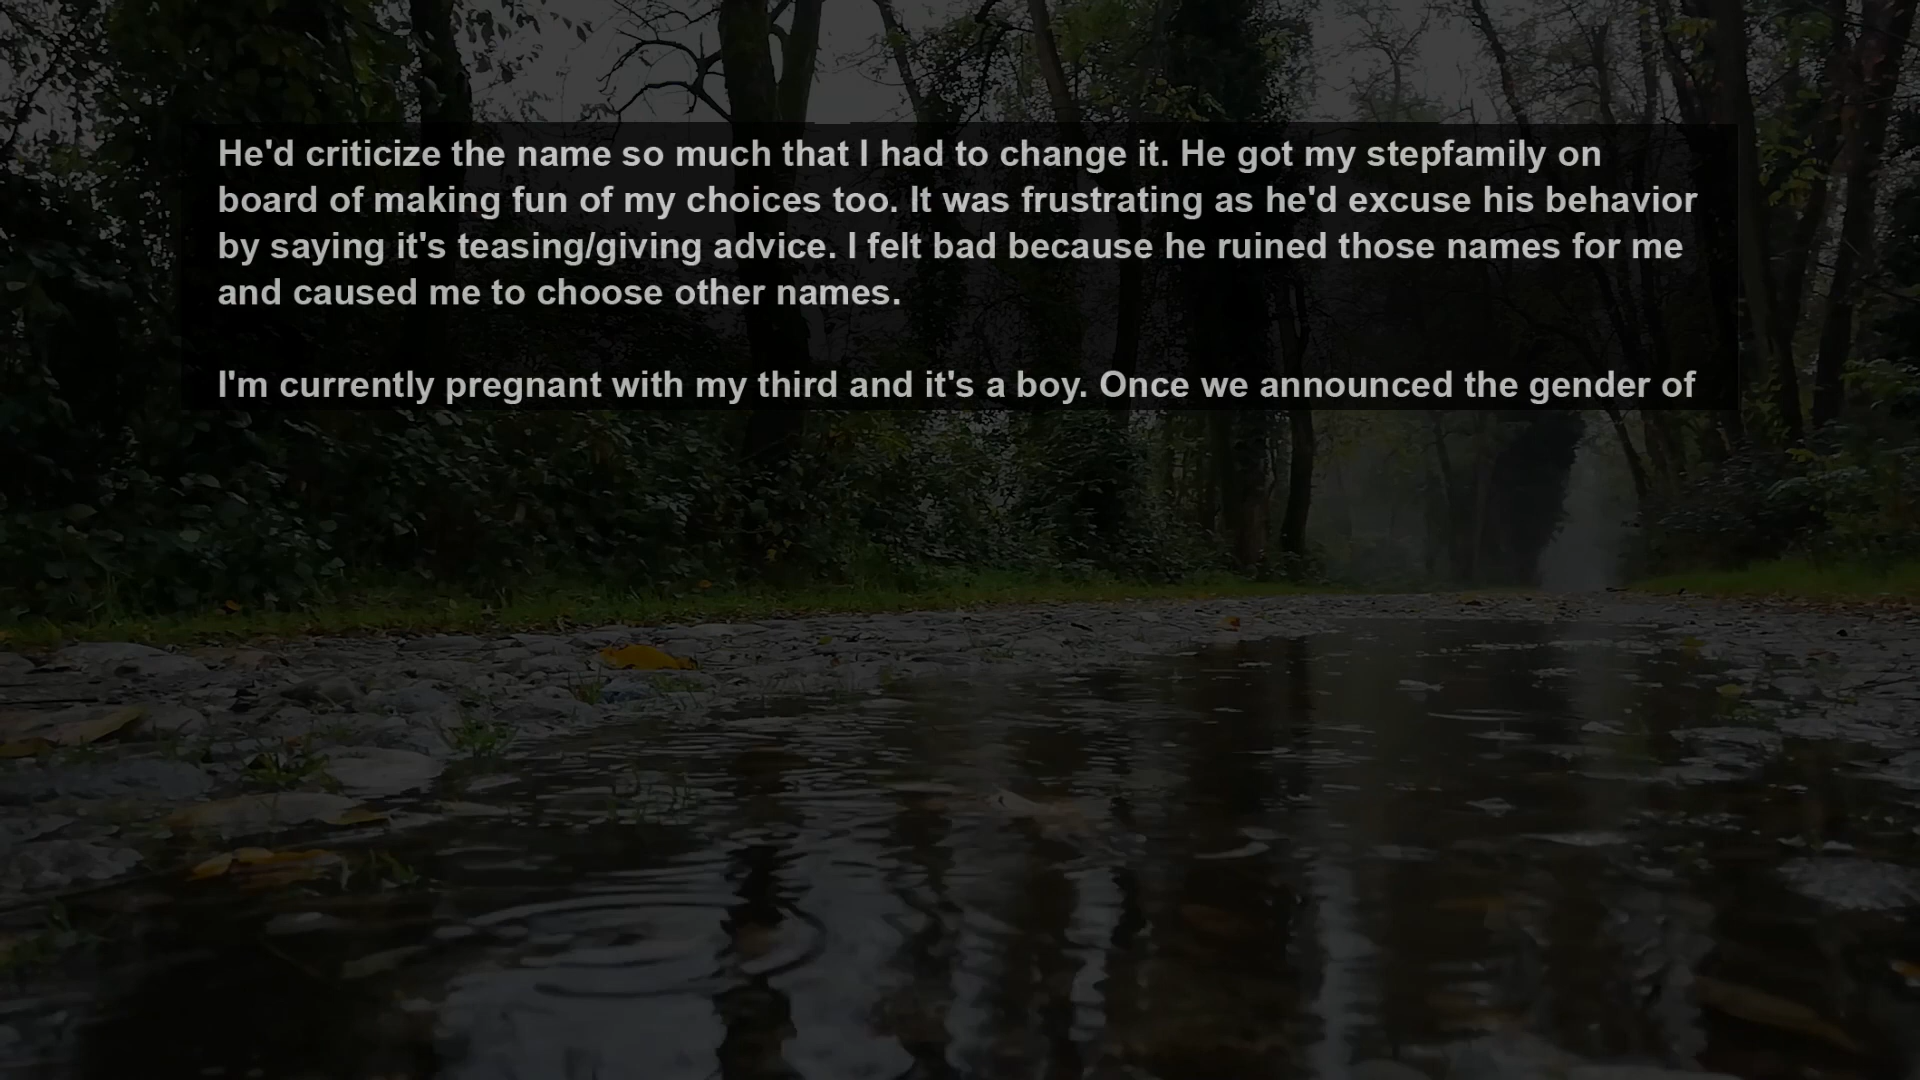 He'd criticize the name so much that I had to change it. He got my stepfamily on
board of making fun of my choices too. It was frustrating as he'd excuse his behavior
by saying it's teasing/giving advice. I felt bad because he ruined those names for me
and caused me to choose other names.
I'm currently pregnant with my third and it's a boy. Once we announced the gender of